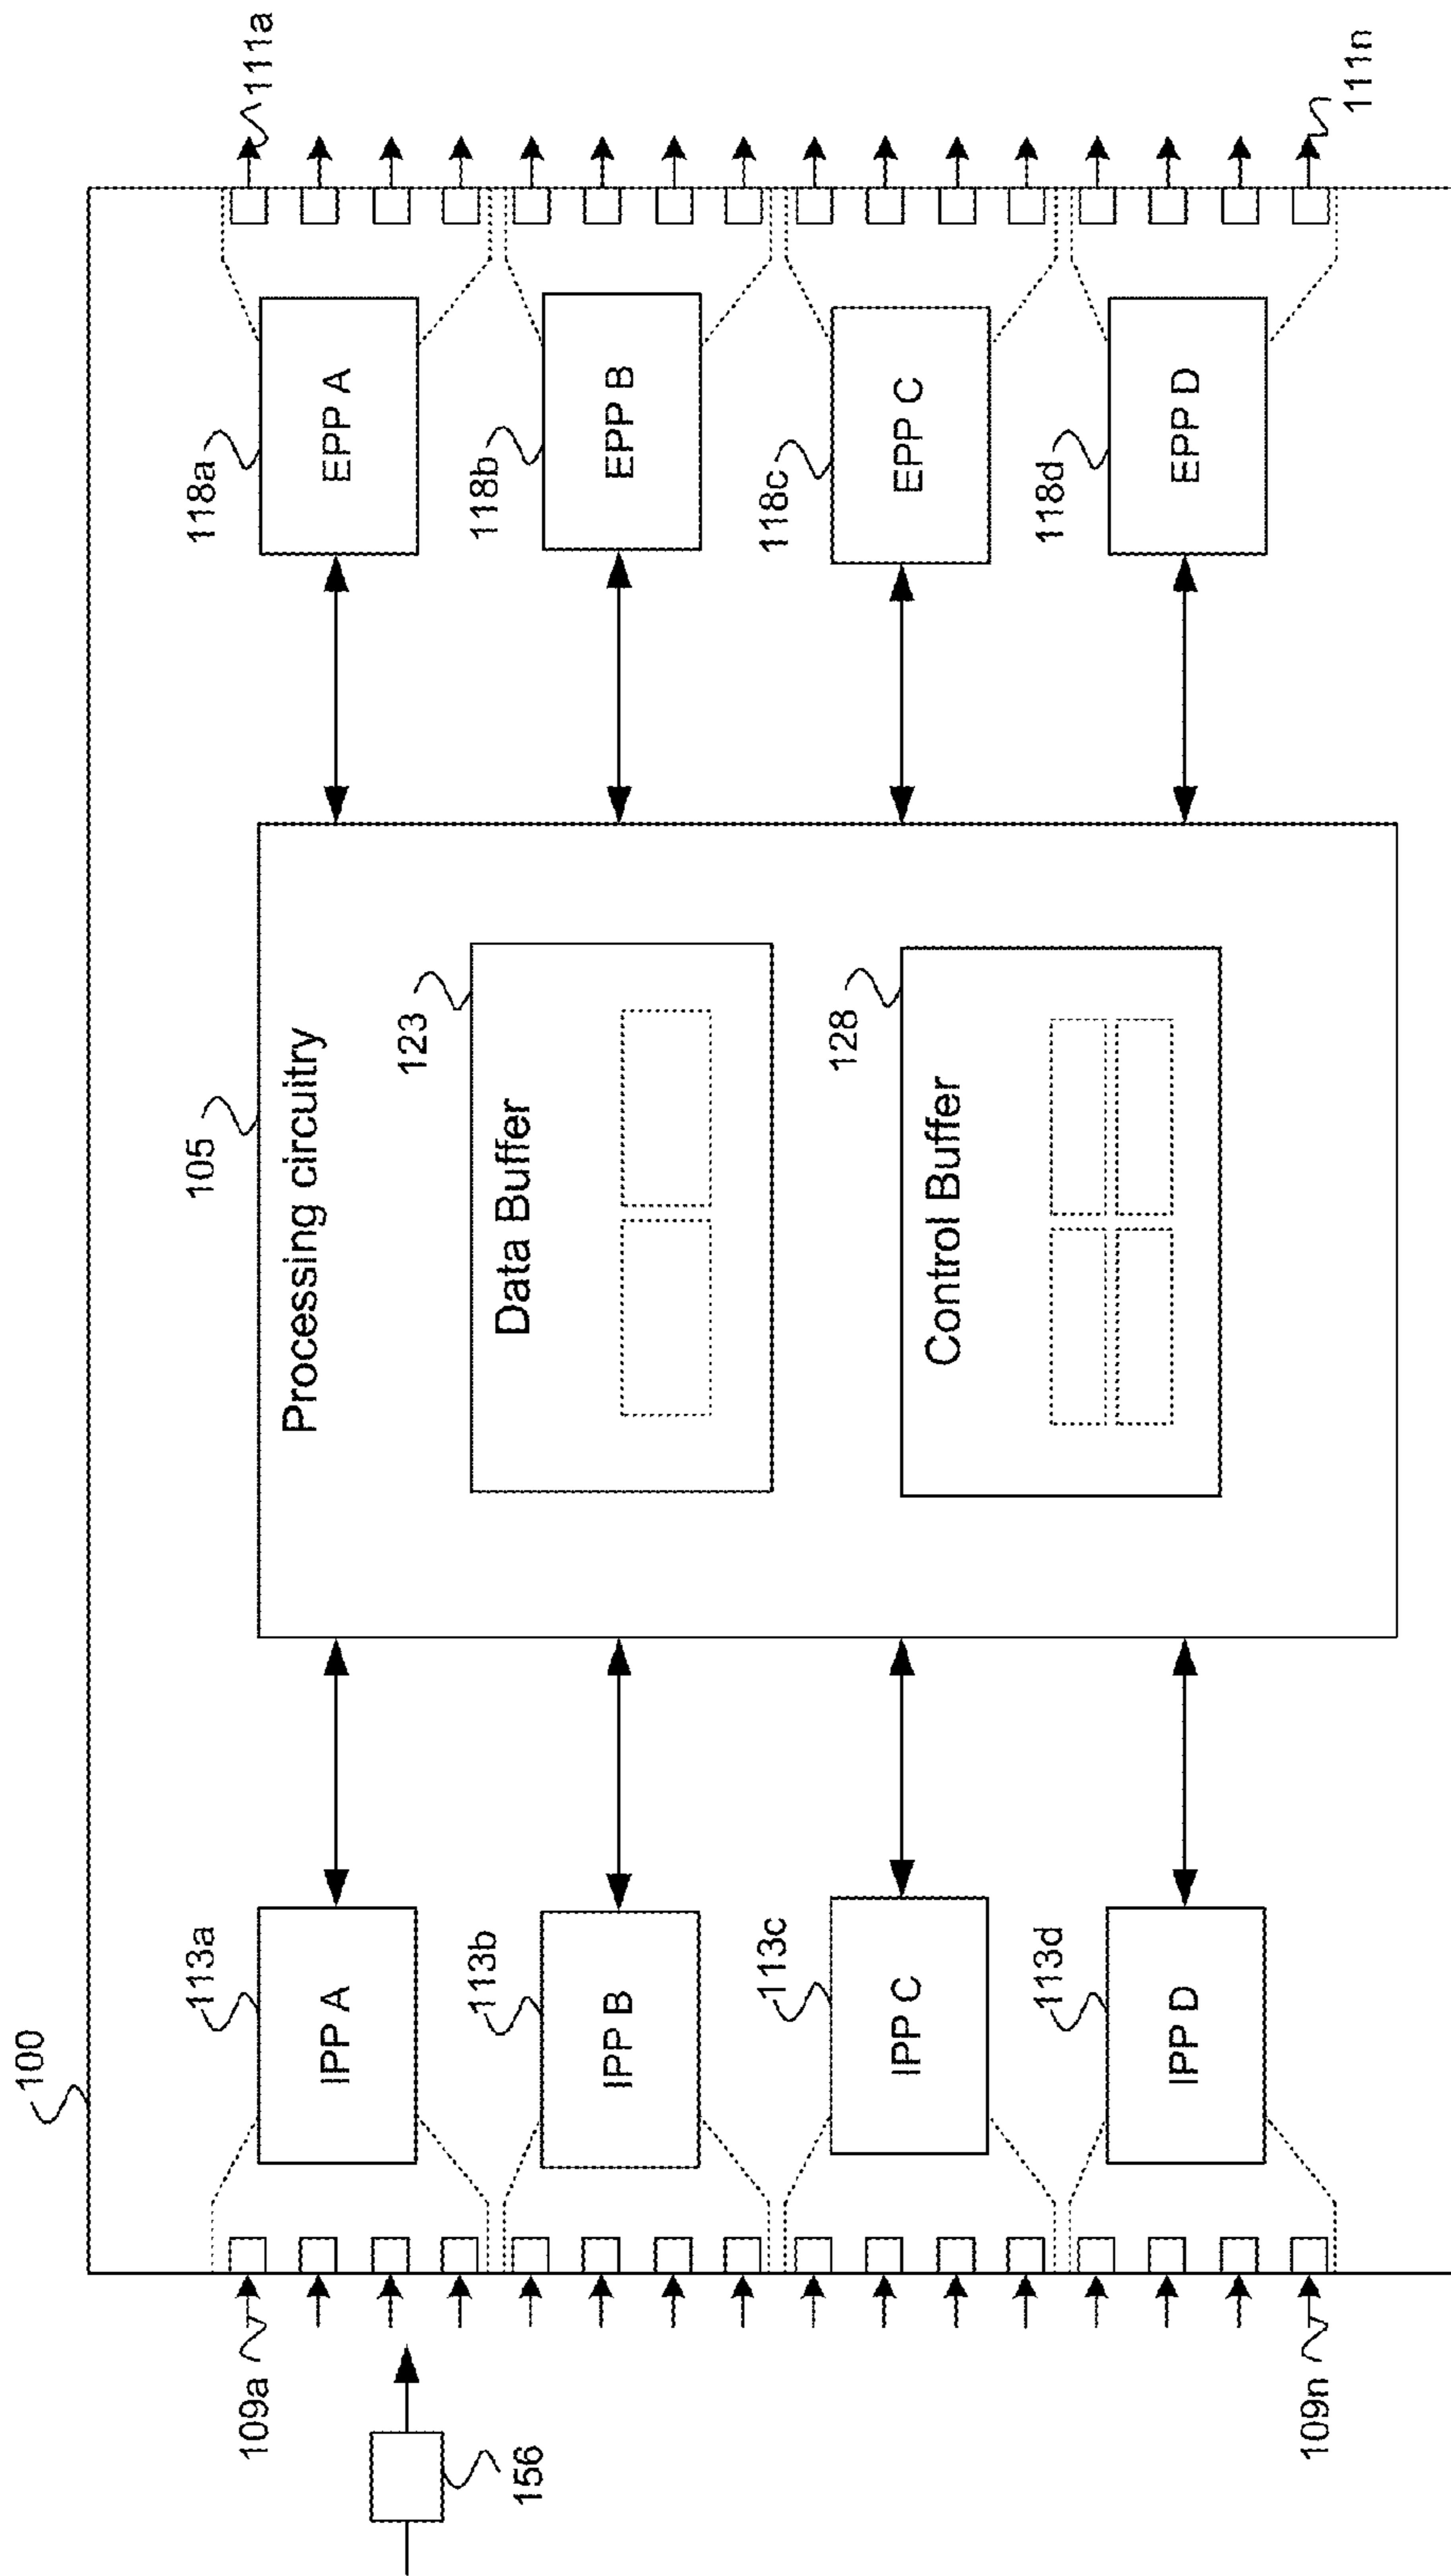 100
105
Processing circuitry
123
Data Buffer
128
Control Buffer
109a
109n
156
113a
IPP A
113b
IPP B
113c
IPP C
113d
IPP D
118a
EPP A
118b
EPP B
118c
EPP C
118d
EPP D
111a
111n